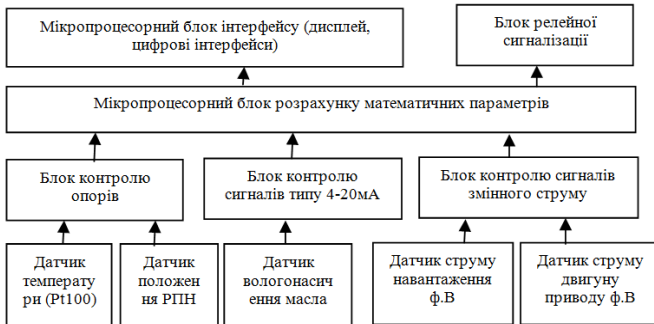 Мікропроцесорний блок інтерфейсу (дисплей,
цифрові інтерфейси)
Блок релейної
сигналізації
Мікропроцесорний блок розрахунку математичних параметрів
Блок контролю
опорів
Блок контролю
сигналів типу 4-20мА
Блок контролю сигналів
змінного струму
Датчик
температу
ри (Pt100)
Датчик
положен
ня РПН
Датчик
вологонасич
ення масла
Датчик струму
навантаження
ф.В
Датчик струму
двигуну
приводу ф.В